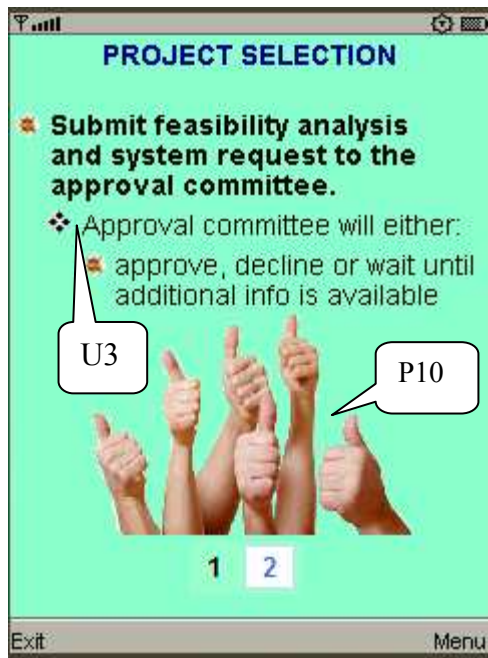 PROJECT SELECTION
Submit feasibility analysis
and system request to the
approval committee.
Approval committee will either:
approve, decline or wait until
additional info is available
U3
P10
1 2
Exit Menu